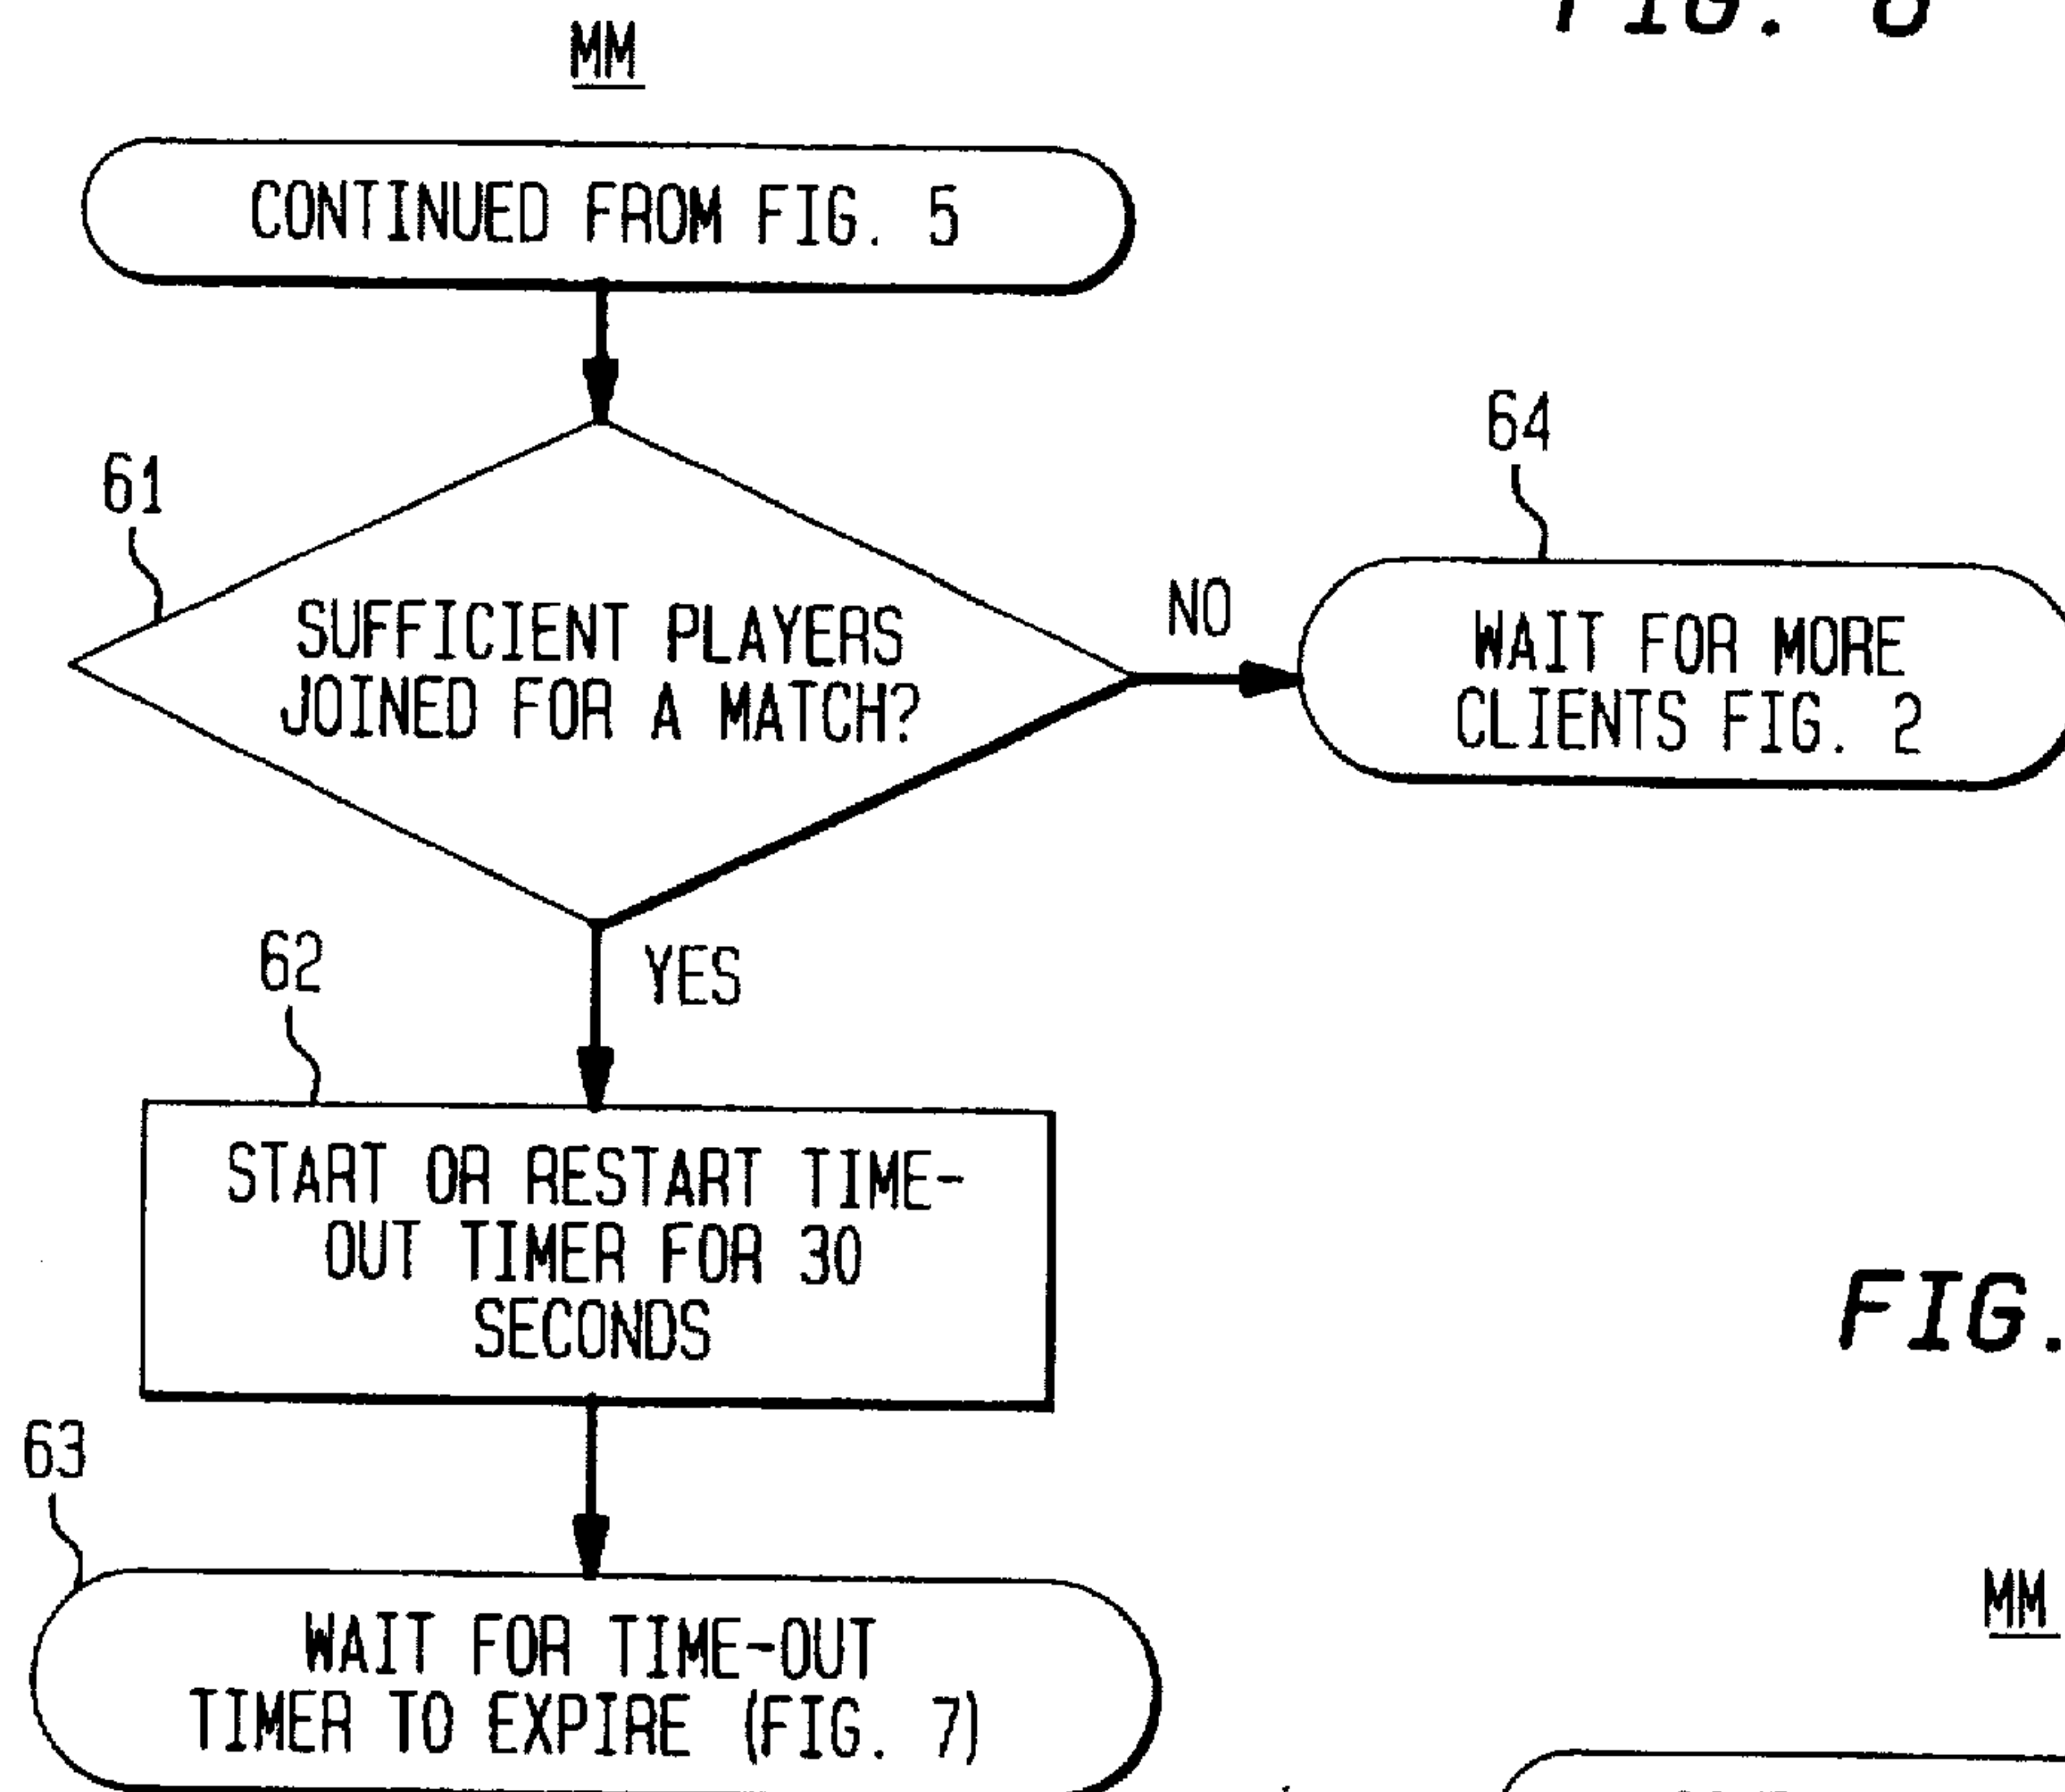 MM
CONTINUED FROM FIG. 5
61
SUFFICIENT PLAYERS
JOINED FOR A MATCH?
NO
64
WAIT FOR MORE
CLIENTS FIG. 2
YES
62
START OR RESTART TIME-
OUT TIMER FOR 30
SECONDS
FIG.
63
WAIT FOR TIME-OUT
TIMER TO EXPIRE (FIG. 7)
MM